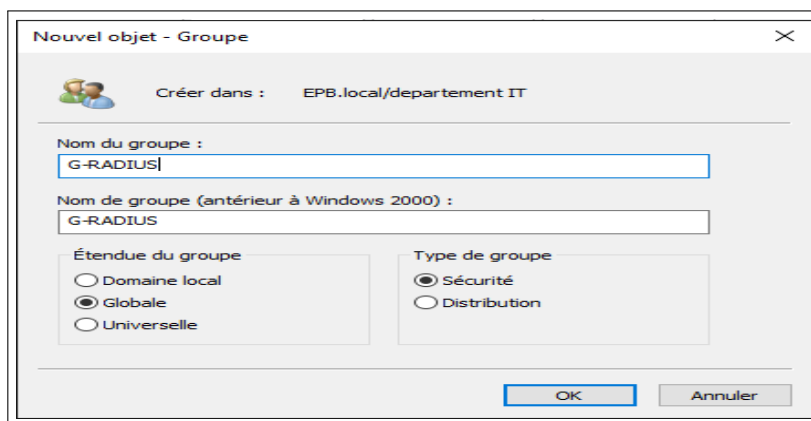 Nouvel objet - Groupe
Créer dans : EPB.local/departement IT
Nom du groupe :
G-RADIUS
Nom de groupe (antérieur à Windows 2000) :
G-RADIUS
Étendue du groupe
Domaine local
Globale
Universelle
Type de groupe
Sécurité
Distribution
OK
Annuler